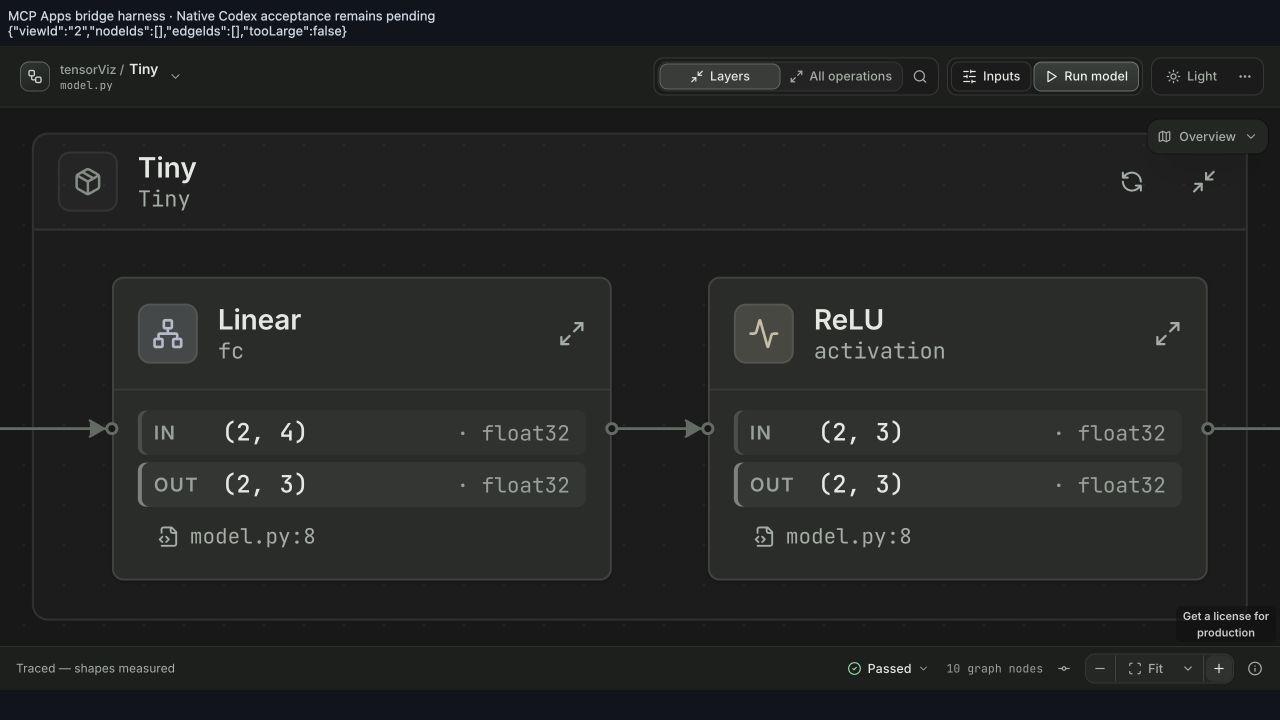 MCP Apps bridge harness · Native Codex acceptance remains pending
{"viewId":"2","nodeIds":[],"edgeIds":[],"tooLarge":false}
tensorViz / Tiny
model.py
Layers
All operations
Inputs
Run model
Light
Overview
Tiny
Tiny
Linear
fc
IN (2, 4) · float32
OUT (2, 3) · float32
model.py:8
ReLU
activation
IN (2, 3) · float32
OUT (2, 3) · float32
model.py:8
Get a license for
production
Traced — shapes measured
Passed
10 graph nodes
Fit